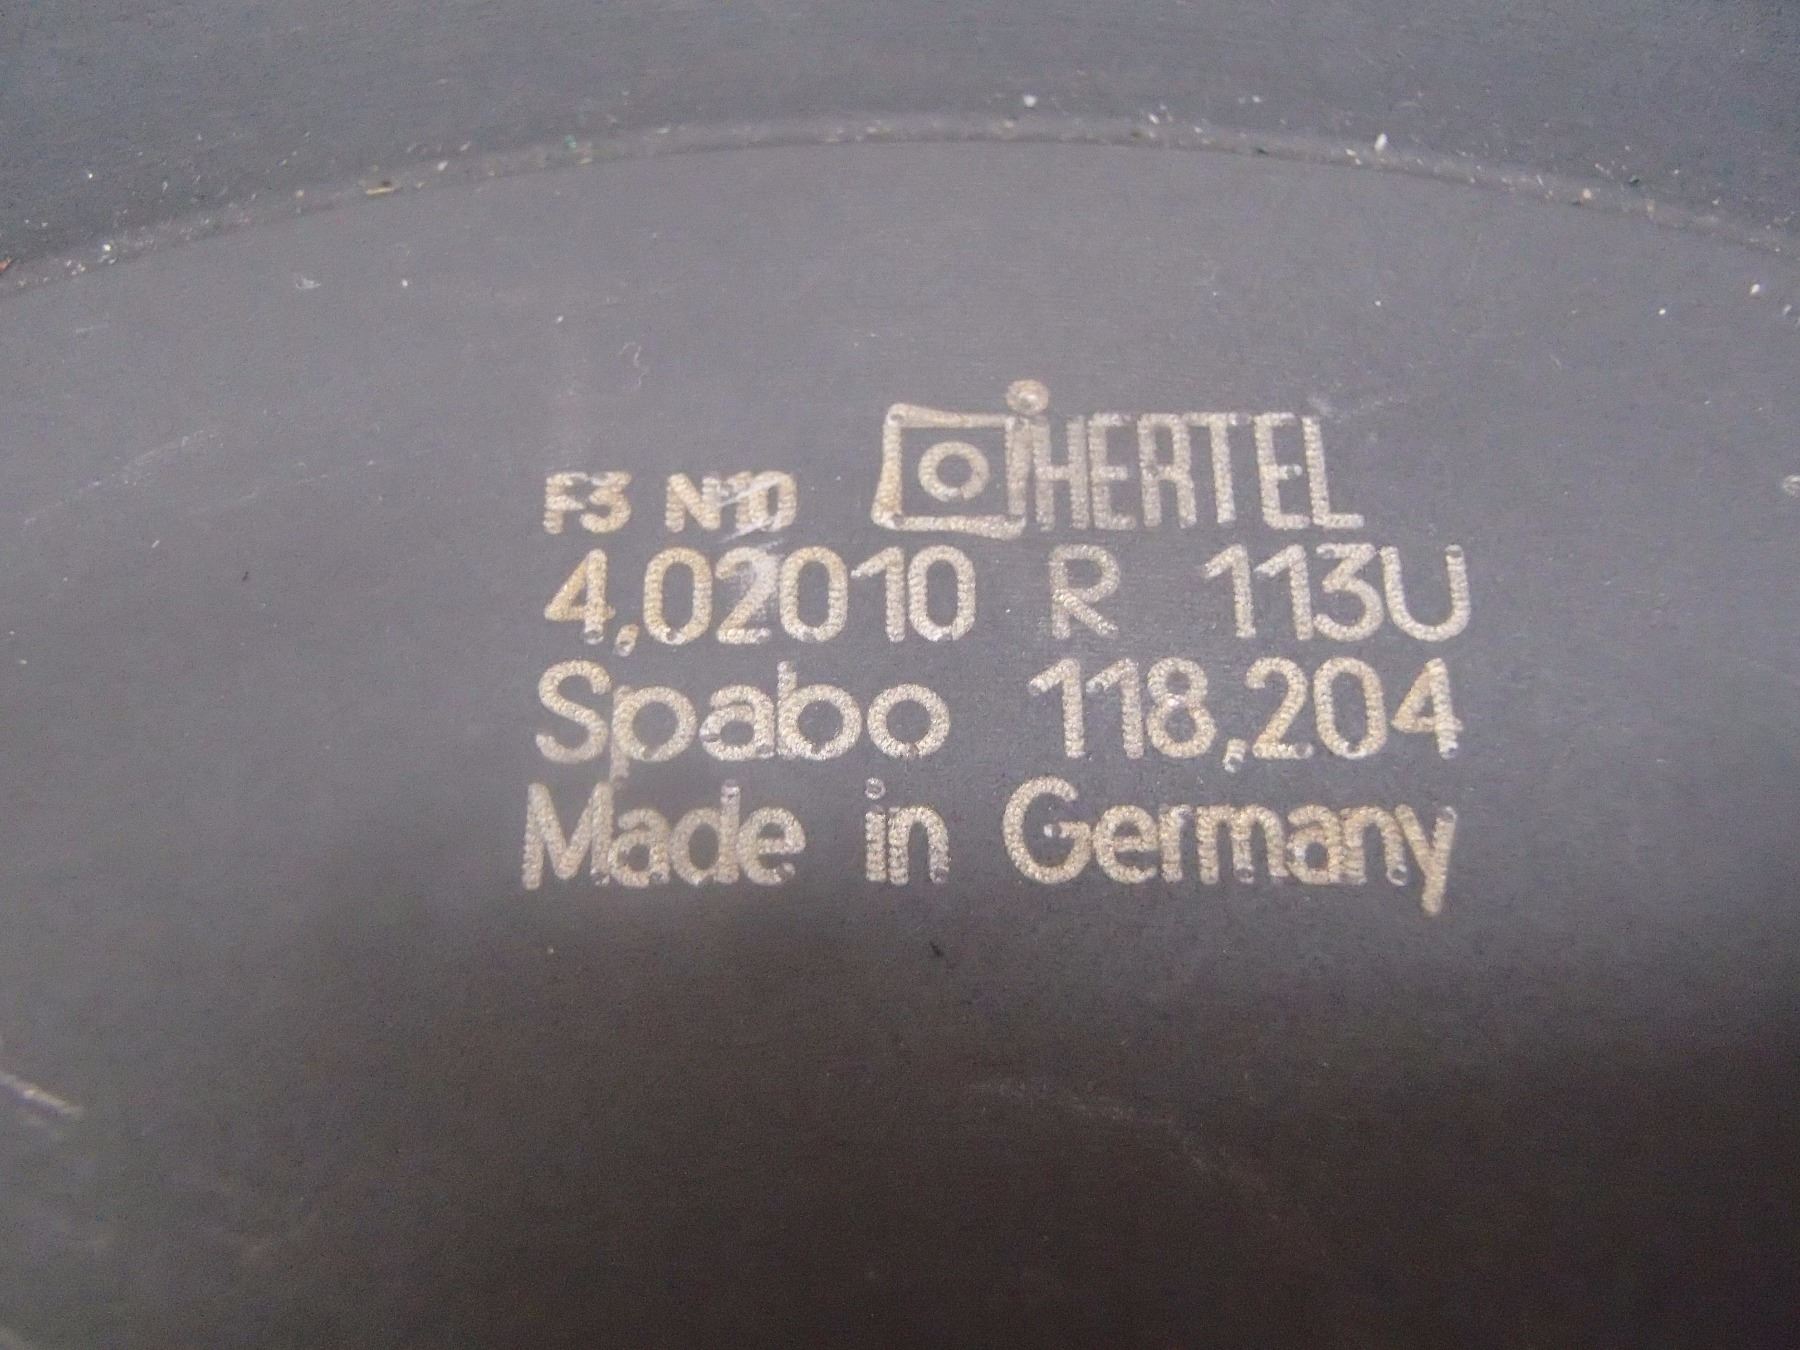 F3 N10 HERTEL
4,02010 R 113U
Spabo 118,204
Made in Germany